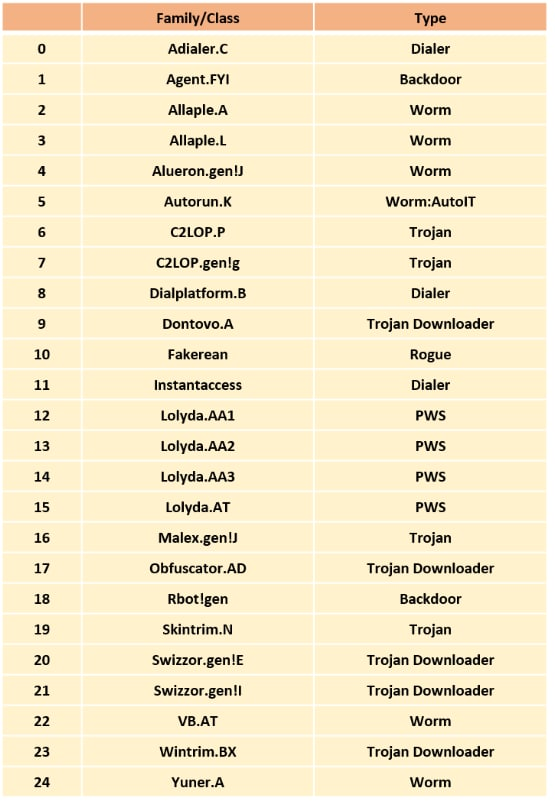 Family/Class Type
0 Adialer.C Dialer
1 Agent.FYI Backdoor
2 Allaple.A Worm
3 Allaple.L Worm
4 Alueron.gen!J Worm
5 Autorun.K Worm:AutoIT
6 C2LOP.P Trojan
7 C2LOP.gen!g Trojan
8 Dialplatform.B Dialer
9 Dontovo.A Trojan Downloader
10 Fakerean Rogue
11 Instantaccess Dialer
12 Lolyda.AA1 PWS
13 Lolyda.AA2 PWS
14 Lolyda.AA3 PWS
15 Lolyda.AT PWS
16 Malex.gen!J Trojan
17 Obfuscator.AD Trojan Downloader
18 Rbot!gen Backdoor
19 Skintrim.N Trojan
20 Swizzor.gen!E Trojan Downloader
21 Swizzor.gen!I Trojan Downloader
22 VB.AT Worm
23 Wintrim.BX Trojan Downloader
24 Yuner.A Worm